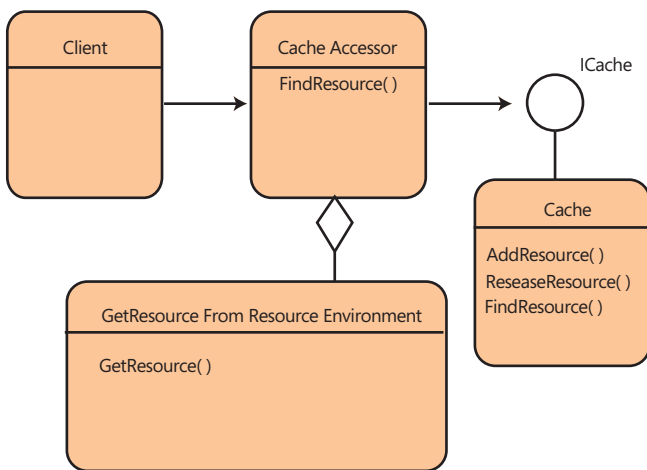 Client
Cache Accessor
FindResource( )
ICache
Cache
AddResource( )
ReseaseResource( )
FindResource( )
GetResource From Resource Environment
GetResource( )